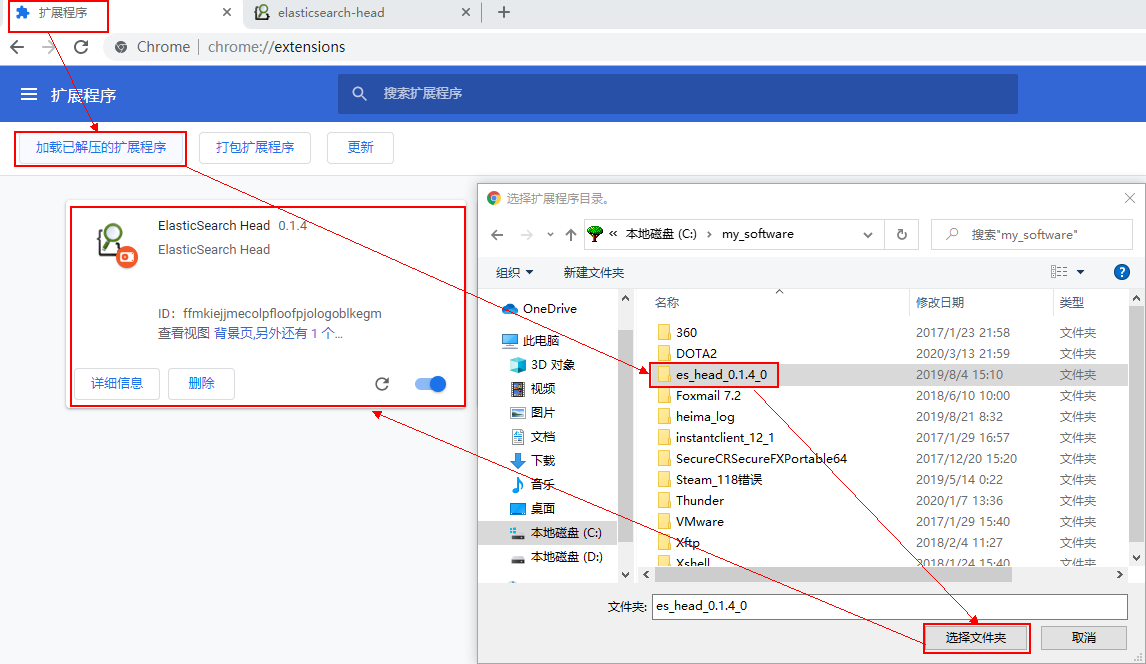 扩展程序
elasticsearch-head
Chrome
chrome://extensions
扩展程序
搜索扩展程序
加载已解压的扩展程序
打包扩展程序
更新
ElasticSearch Head 0.1.4
ElasticSearch Head
ID: ffmkiejjmecolpfloofpjologoblkegm
查看视图 背景页,另外还有 1 个...
详细信息
删除
选择扩展程序目录。
« 本地磁盘 (C:) › my_software
搜索"my_software"
组织
新建文件夹
OneDrive
此电脑
3D 对象
视频
图片
文档
下载
音乐
桌面
本地磁盘 (C:)
本地磁盘 (D:)
名称 修改日期 类型
360 2017/1/23 21:58 文件夹
DOTA2 2020/3/13 21:59 文件夹
es_head_0.1.4_0 2019/8/4 15:10 文件夹
Foxmail 7.2 2018/6/10 10:00 文件夹
heima_log 2019/8/21 8:32 文件夹
instantclient_12_1 2017/1/29 16:57 文件夹
SecureCRSecureFXPortable64 2017/12/20 15:20 文件夹
Steam_118错误 2019/5/14 0:22 文件夹
Thunder 2020/1/7 13:36 文件夹
VMware 2017/1/29 15:40 文件夹
Xftp 2018/2/4 11:27 文件夹
Xshell 2018/1/24 15:40 文件夹
文件夹: es_head_0.1.4_0
选择文件夹
取消